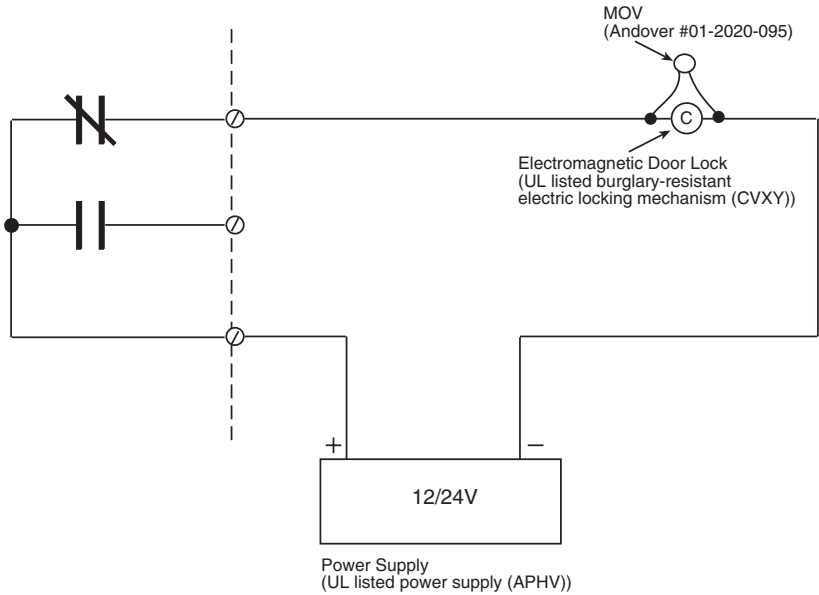 MOV
(Andover #01-2020-095)
C
Electromagnetic Door Lock
(UL listed burglary-resistant
electric locking mechanism (CVXY))
+
−
12/24V
Power Supply
(UL listed power supply (APHV))